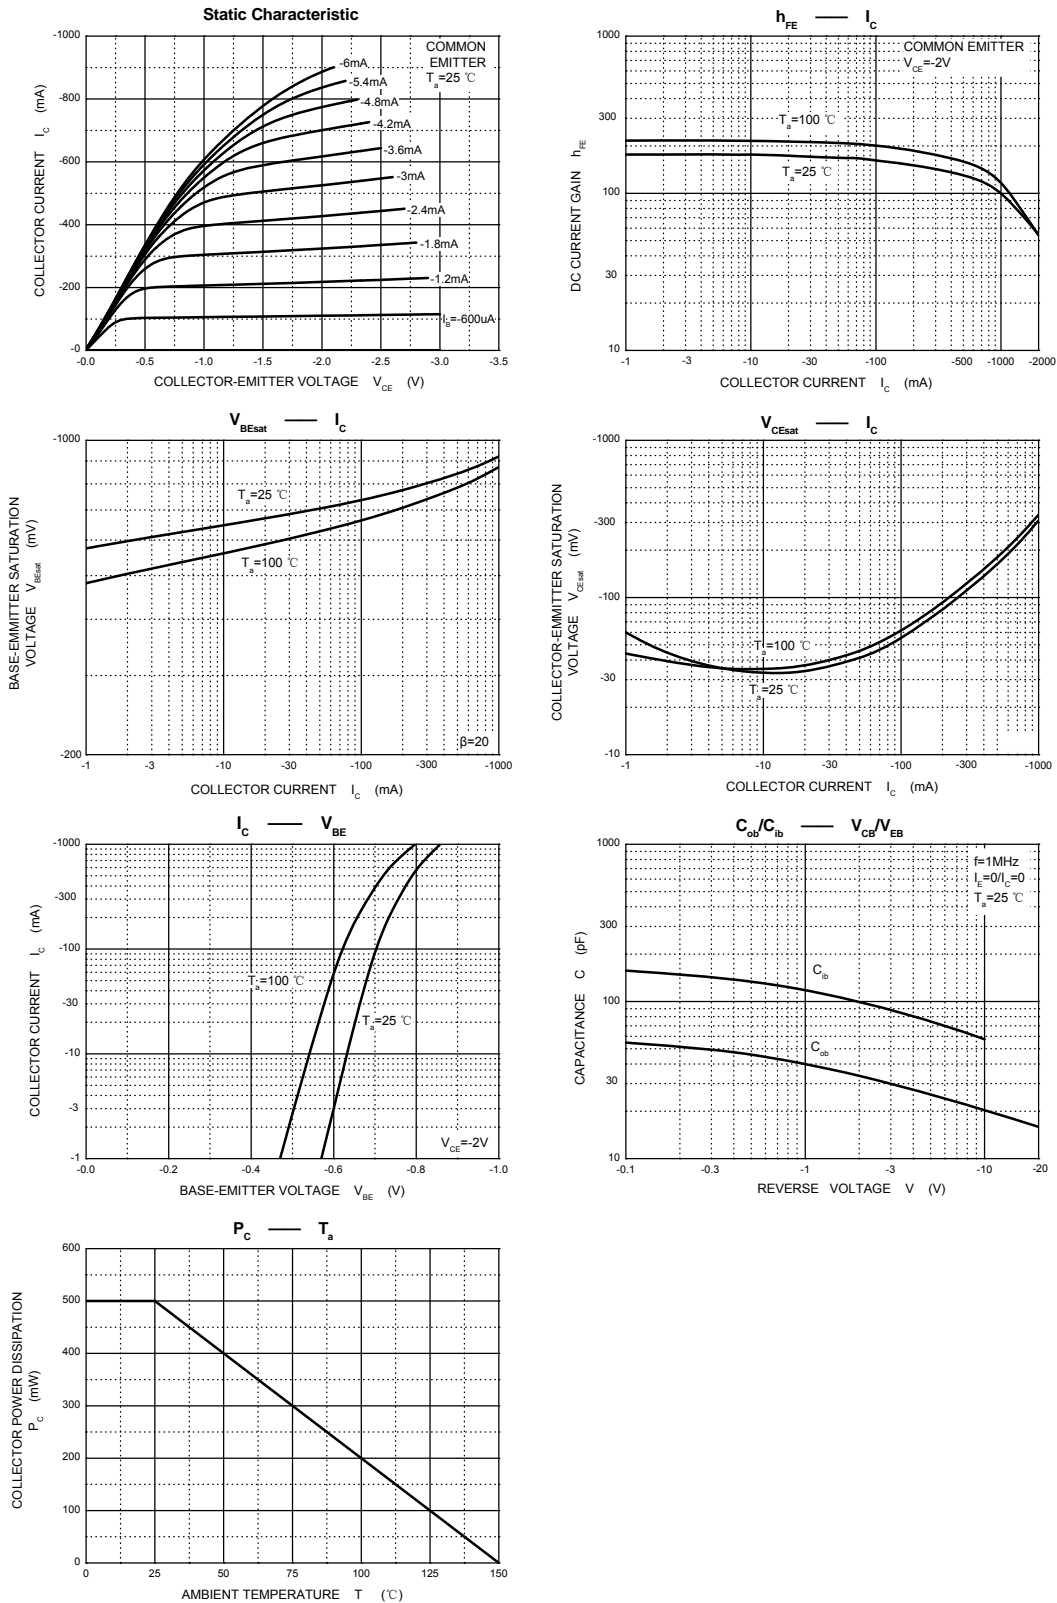 Static Characteristic
-1000
-800
-600
-400
-200
-0
-0.0 -0.5 -1.0 -1.5 -2.0 -2.5 -3.0 -3.5
COLLECTOR CURRENT I_C (mA)
COLLECTOR-EMITTER VOLTAGE V_CE (V)
COMMON
EMITTER
T_a=25 ℃
-6mA
-5.4mA
-4.8mA
-4.2mA
-3.6mA
-3mA
-2.4mA
-1.8mA
-1.2mA
I_B=-600uA
h_FE —— I_C
1000
300
100
30
10
-1 -3 -10 -30 -100 -500 -1000 -2000
DC CURRENT GAIN h_FE
COLLECTOR CURRENT I_C (mA)
COMMON EMITTER
V_CE=-2V
T_a=100 ℃
T_a=25 ℃
V_BEsat —— I_C
-1000
-200
-1 -3 -10 -30 -100 -300 -1000
BASE-EMMITTER SATURATION
VOLTAGE V_BEsat (mV)
COLLECTOR CURRENT I_C (mA)
T_a=25 ℃
T_a=100 ℃
β=20
V_CEsat —— I_C
-1000
-300
-100
-30
-10
-1 -3 -10 -30 -100 -300 -1000
COLLECTOR-EMMITTER SATURATION
VOLTAGE V_CEsat (mV)
COLLECTOR CURRENT I_C (mA)
T_a=100 ℃
T_a=25 ℃
I_C —— V_BE
-1000
-300
-100
-30
-10
-3
-1
-0.0 -0.2 -0.4 -0.6 -0.8 -1.0
COLLECTOR CURRENT I_C (mA)
BASE-EMITTER VOLTAGE V_BE (V)
T_a=100 ℃
T_a=25 ℃
V_CE=-2V
C_ob/C_ib —— V_CB/V_EB
1000
300
100
30
10
-0.1 -0.3 -1 -3 -10 -20
CAPACITANCE C (pF)
REVERSE VOLTAGE V (V)
f=1MHz
I_E=0/I_C=0
T_a=25 ℃
C_ib
C_ob
P_C —— T_a
600
500
400
300
200
100
0
0 25 50 75 100 125 150
COLLECTOR POWER DISSIPATION
P_C (mW)
AMBIENT TEMPERATURE T (℃)